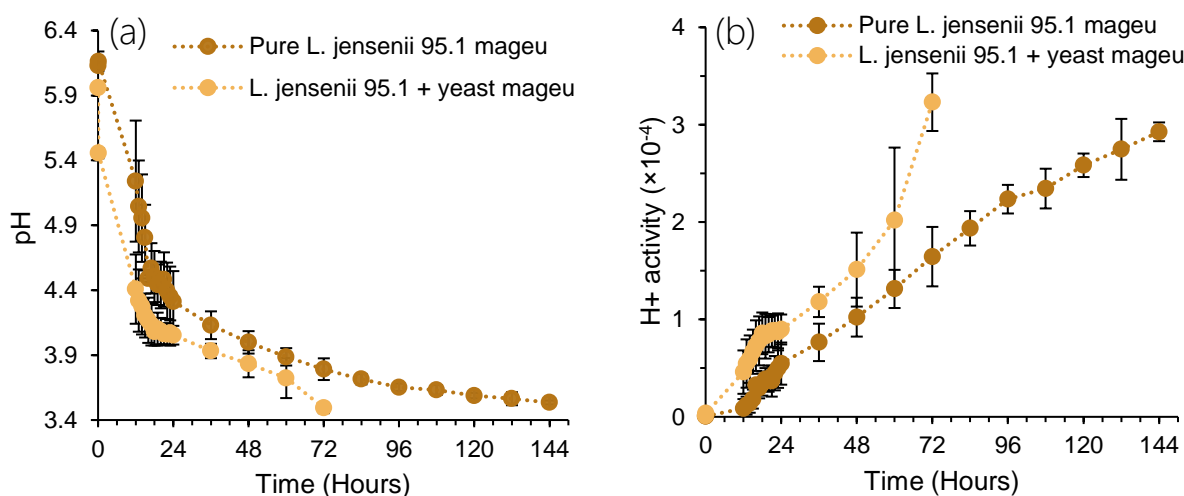 (a)
Pure L. jensenii 95.1 mageu
L. jensenii 95.1 + yeast mageu
pH
6.4
5.9
5.4
4.9
4.4
3.9
3.4
0 24 48 72 96 120 144
Time (Hours)
(b)
Pure L. jensenii 95.1 mageu
L. jensenii 95.1 + yeast mageu
H+ activity (×10⁻⁴)
4
3
2
1
0
0 24 48 72 96 120 144
Time (Hours)